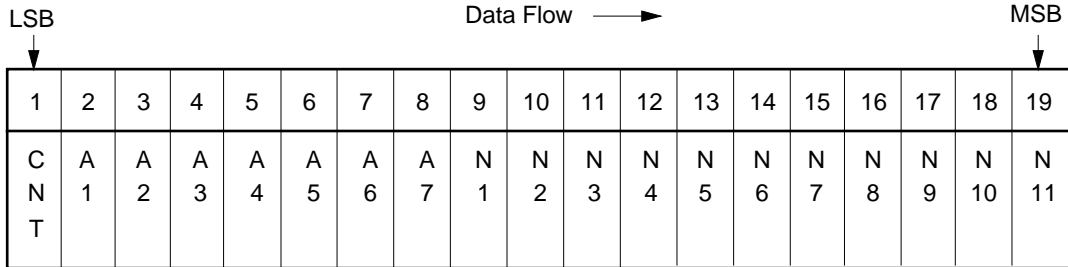 LSB Data Flow MSB
1 2 3 4 5 6 7 8 9 10 11 12 13 14 15 16 17 18 19
C A A A A A A A N N N N N N N N N N N
N 1 2 3 4 5 6 7 1 2 3 4 5 6 7 8 9 10 11
T